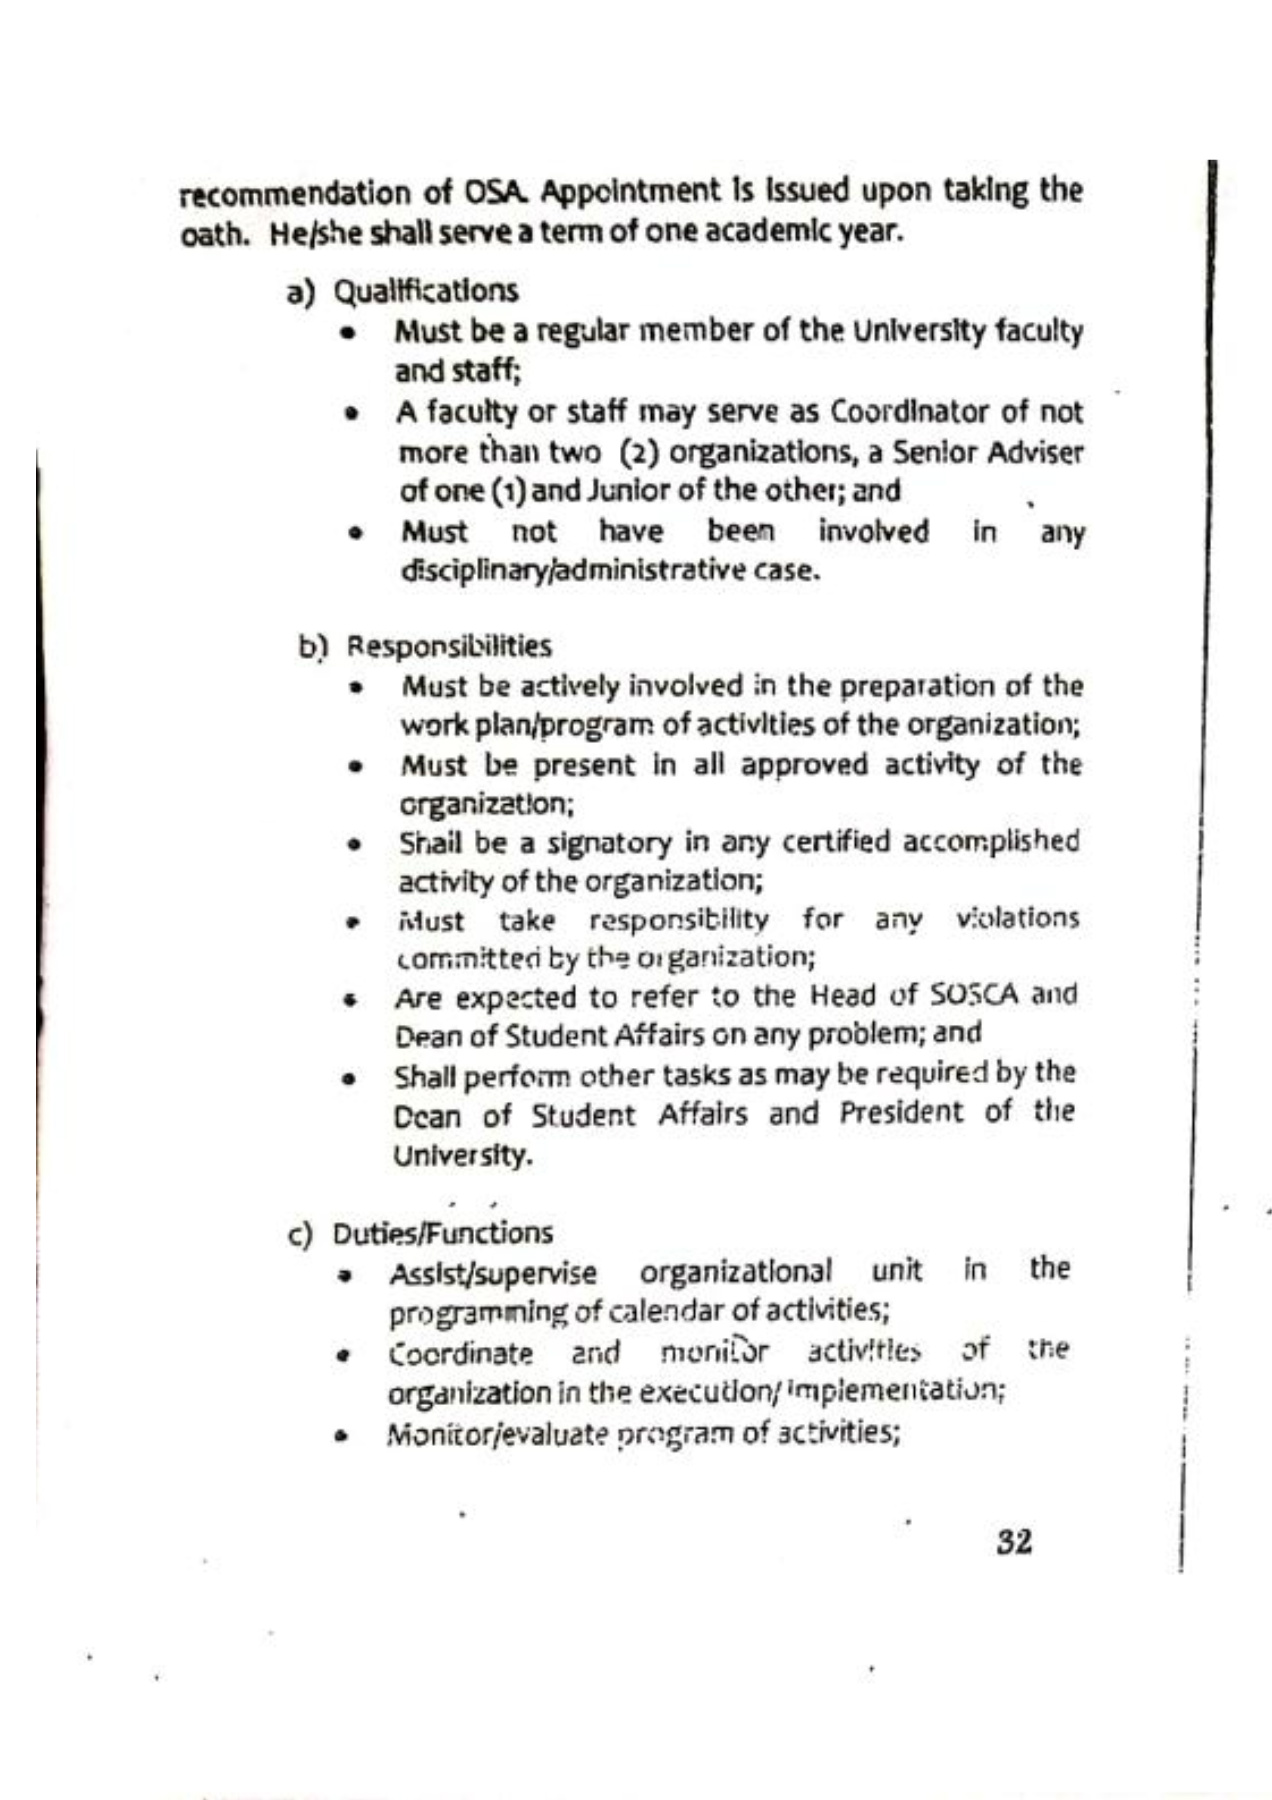 recommendation of OSA. Appointment is issued upon taking the
oath. He/she shall serve a term of one academic year.
a) Qualifications
• Must be a regular member of the University faculty
and staff;
• A faculty or staff may serve as Coordinator of not
more than two (2) organizations, a Senior Adviser
of one (1) and Junior of the other; and
• Must not have been involved in any
disciplinary/administrative case.
b) Responsibilities
• Must be actively involved in the preparation of the
work plan/program of activities of the organization;
• Must be present in all approved activity of the
organization;
• Shall be a signatory in any certified accomplished
activity of the organization;
• Must take responsibility for any violations
committed by the organization;
• Are expected to refer to the Head of SOSCA and
Dean of Student Affairs on any problem; and
• Shall perform other tasks as may be required by the
Dean of Student Affairs and President of the
University.
c) Duties/Functions
• Assist/supervise organizational unit in the
programming of calendar of activities;
• Coordinate and monitor activities of the
organization in the execution/implementation;
• Monitor/evaluate program of activities;
32